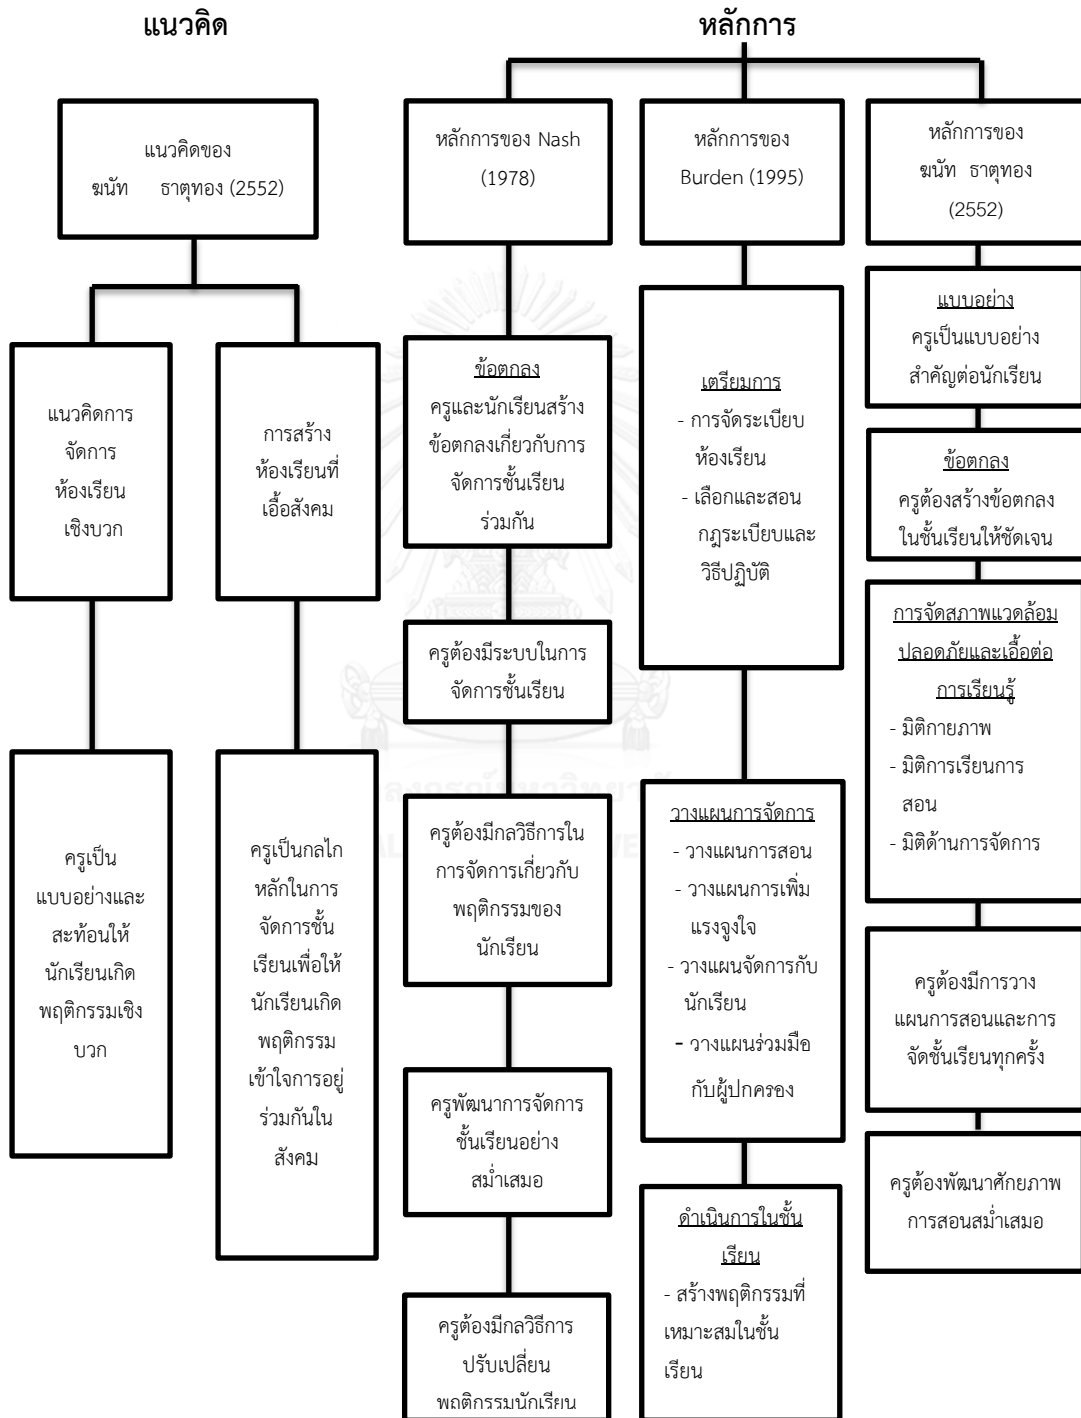 แนวคิด
หลักการ
แนวคิดของ
ฆนัท ธาตุทอง (2552)
หลักการของ Nash
(1978)
หลักการของ
Burden (1995)
หลักการของ
ฆนัท ธาตุทอง
(2552)
แนวคิดการ
จัดการ
ห้องเรียน
เชิงบวก
การสร้าง
ห้องเรียนที่
เอื้อสังคม
ครูเป็น
แบบอย่างและ
สะท้อนให้
นักเรียนเกิด
พฤติกรรมเชิง
บวก
ครูเป็นกลไก
หลักในการ
จัดการชั้น
เรียนเพื่อให้
นักเรียนเกิด
พฤติกรรม
เข้าใจการอยู่
ร่วมกันใน
สังคม
ข้อตกลง
ครูและนักเรียนสร้าง
ข้อตกลงเกี่ยวกับการ
จัดการชั้นเรียน
ร่วมกัน
ครูต้องมีระบบในการ
จัดการชั้นเรียน
ครูต้องมีกลวิธีการใน
การจัดการเกี่ยวกับ
พฤติกรรมของ
นักเรียน
ครูพัฒนาการจัดการ
ชั้นเรียนอย่าง
สม่ำเสมอ
ครูต้องมีกลวิธีการ
ปรับเปลี่ยน
พฤติกรรมนักเรียน
เตรียมการ
- การจัดระเบียบ
ห้องเรียน
- เลือกและสอน
กฎระเบียบและ
วิธีปฏิบัติ
วางแผนการจัดการ
- วางแผนการสอน
- วางแผนการเพิ่ม
แรงจูงใจ
- วางแผนจัดการกับ
นักเรียน
- วางแผนร่วมมือ
กับผู้ปกครอง
ดำเนินการในชั้น
เรียน
- สร้างพฤติกรรมที่
เหมาะสมในชั้น
เรียน
แบบอย่าง
ครูเป็นแบบอย่าง
สำคัญต่อนักเรียน
ข้อตกลง
ครูต้องสร้างข้อตกลง
ในชั้นเรียนให้ชัดเจน
การจัดสภาพแวดล้อม
ปลอดภัยและเอื้อต่อ
การเรียนรู้
- มิติกายภาพ
- มิติการเรียนการ
สอน
- มิติด้านการจัดการ
ครูต้องมีการวาง
แผนการสอนและการ
จัดชั้นเรียนทุกครั้ง
ครูต้องพัฒนาศักยภาพ
การสอนสม่ำเสมอ